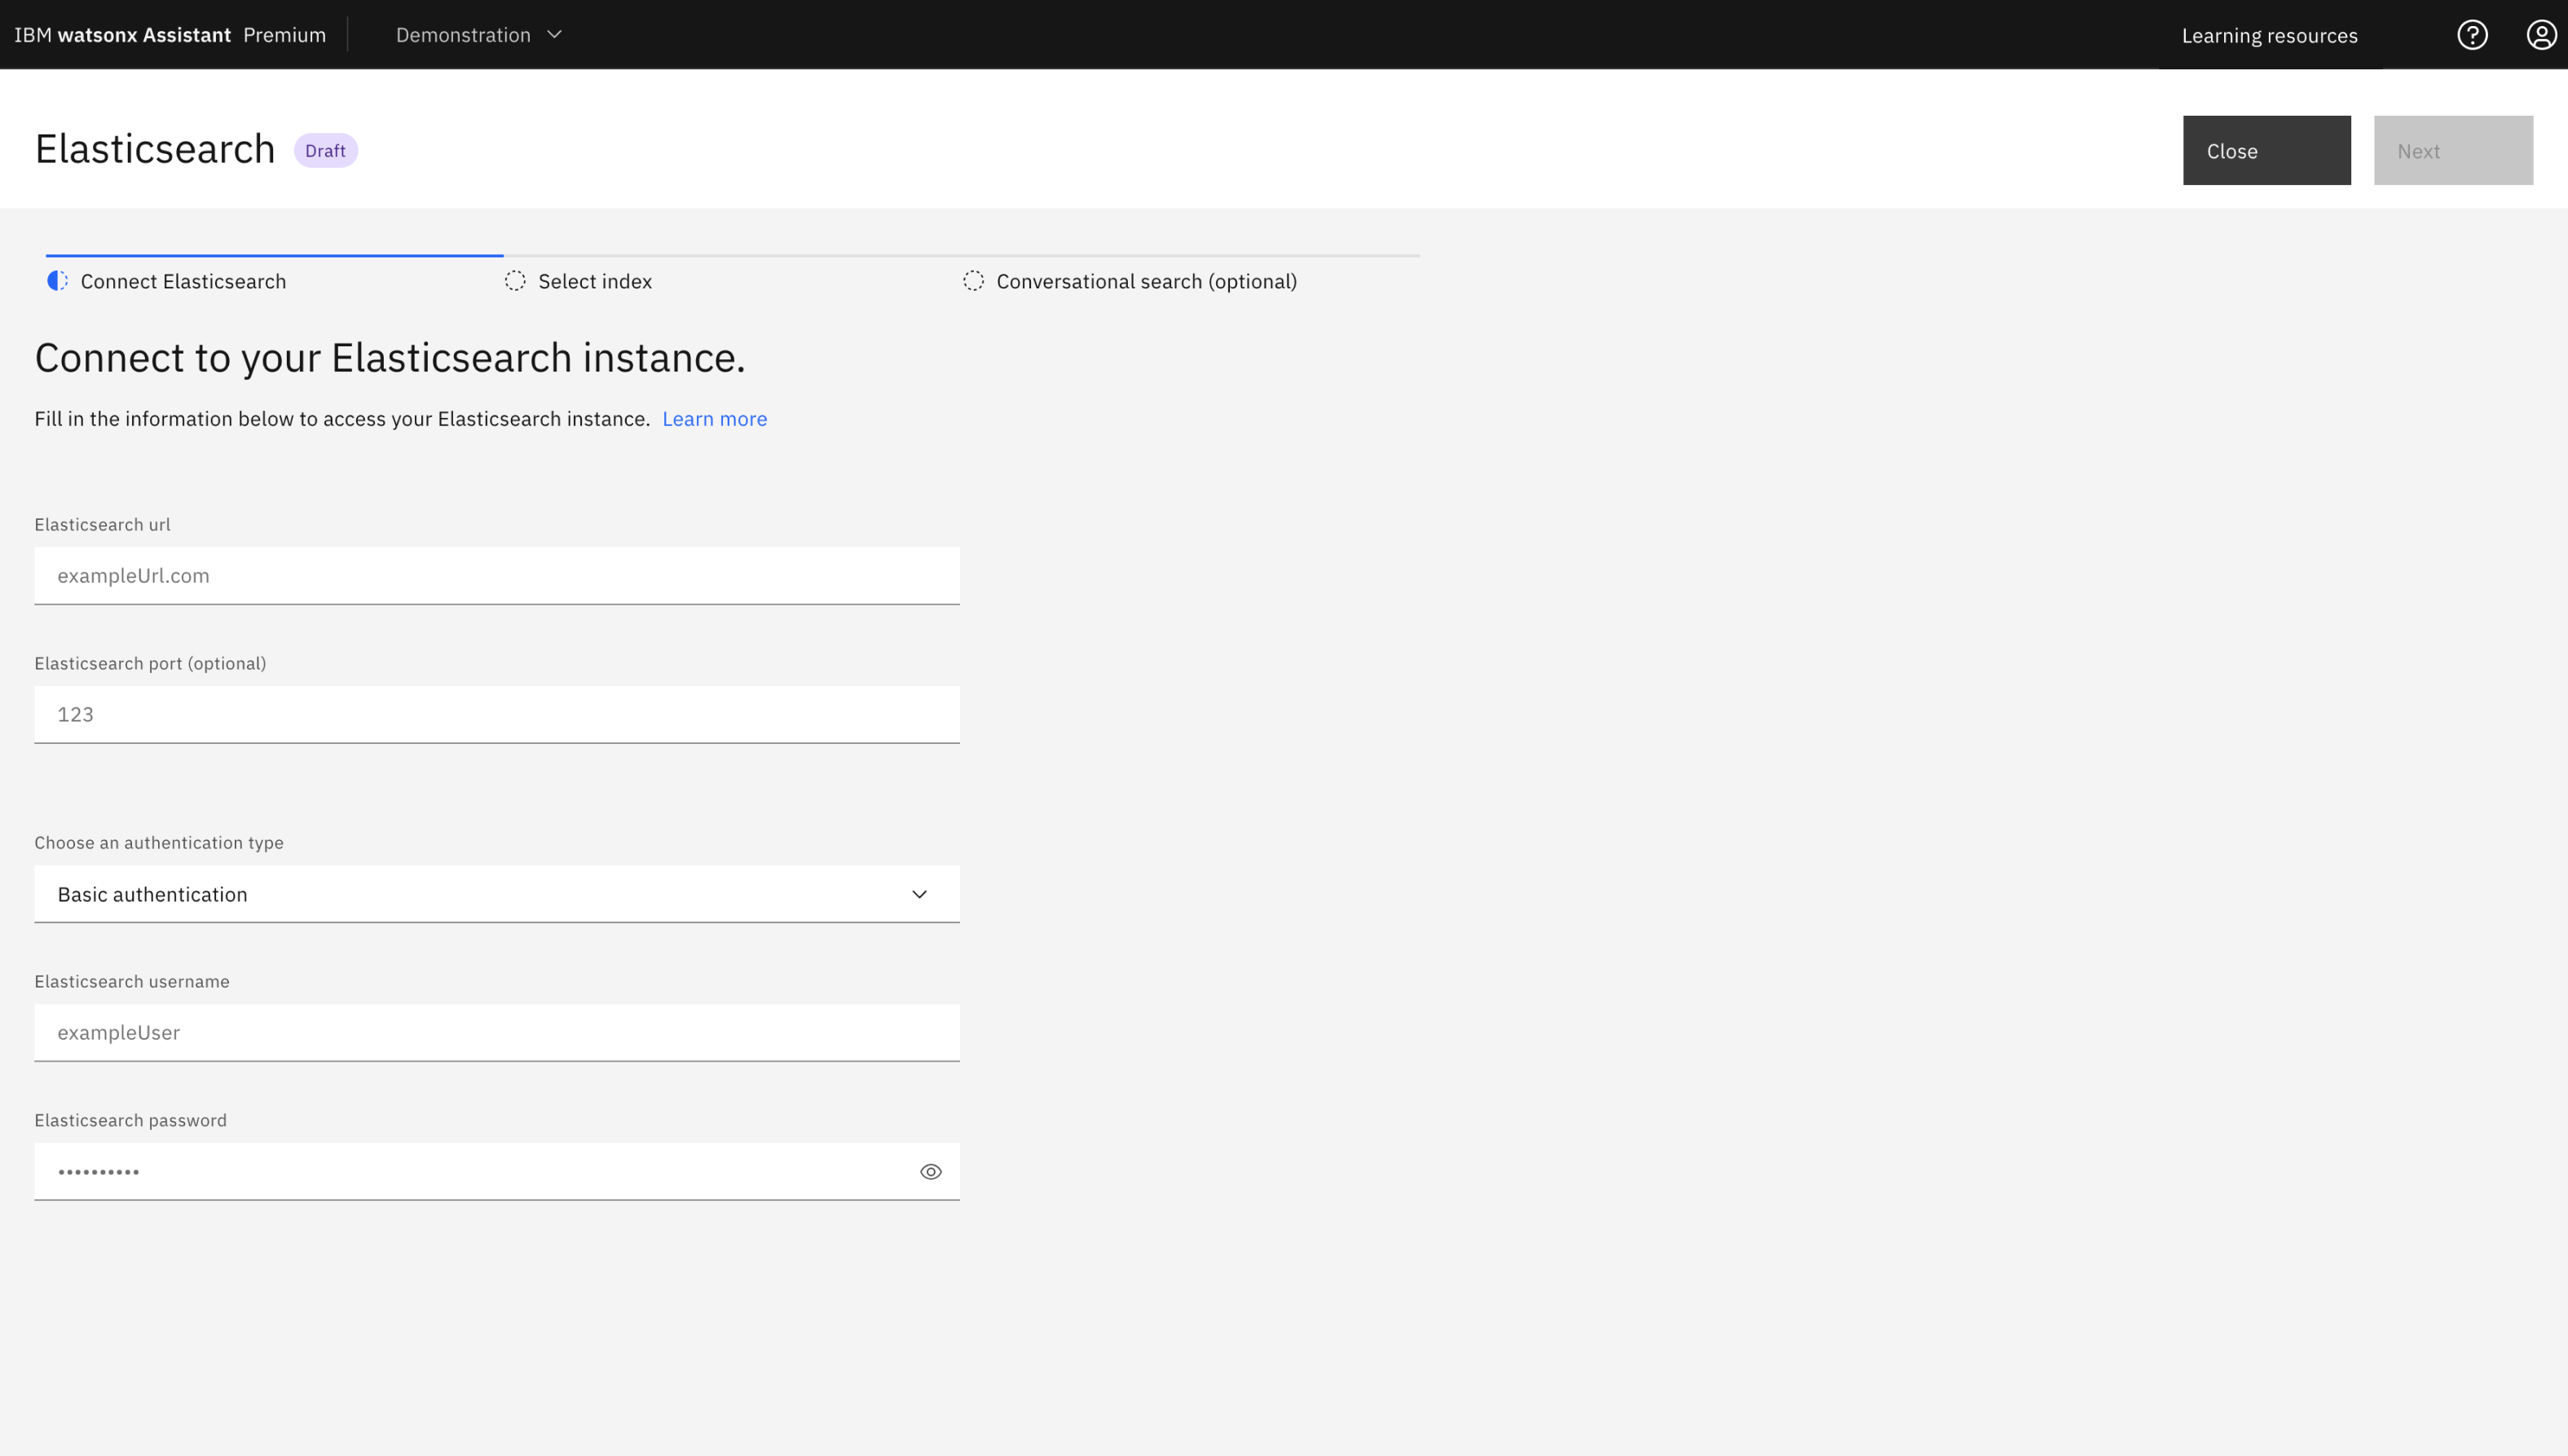 IBM watsonx Assistant Premium Demonstration Learning resources
Elasticsearch Draft Close Next
Connect Elasticsearch Select index Conversational search (optional)
Connect to your Elasticsearch instance.
Fill in the information below to access your Elasticsearch instance. Learn more
Elasticsearch url
exampleUrl.com
Elasticsearch port (optional)
123
Choose an authentication type
Basic authentication
Elasticsearch username
exampleUser
Elasticsearch password
••••••••••